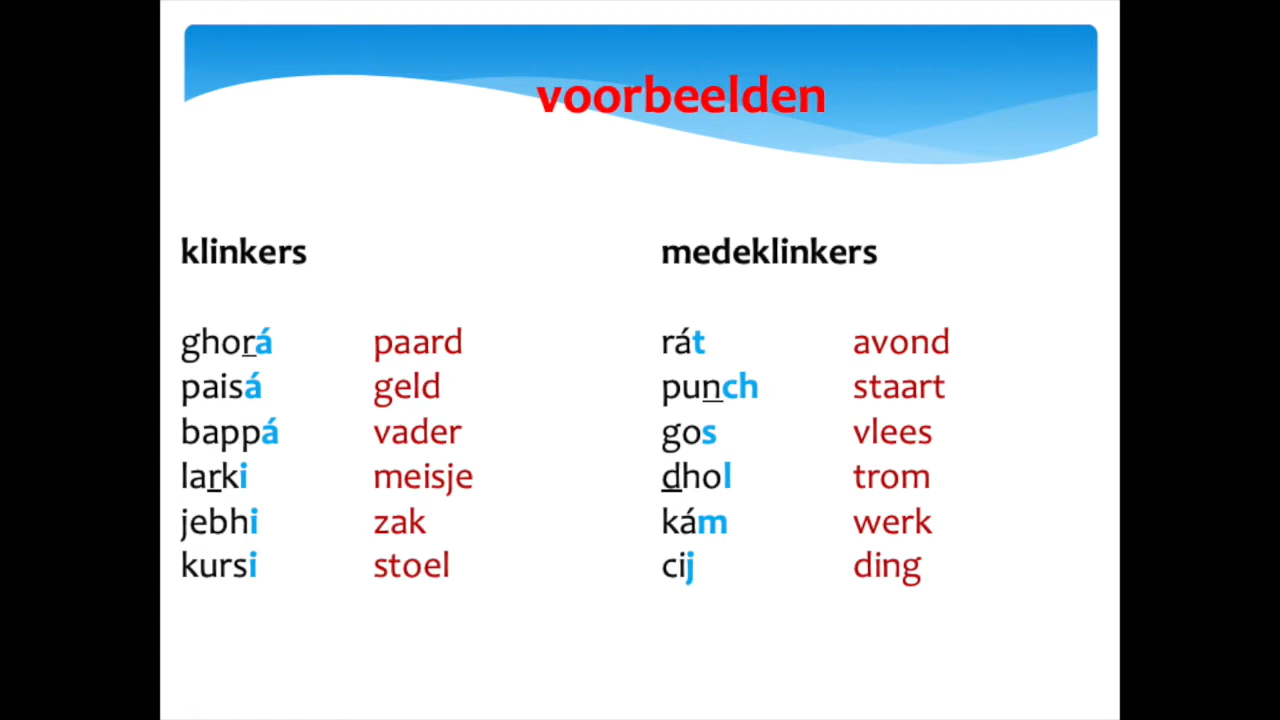 voorbeelden
klinkers medeklinkers
ghorá paard rát avond
paisá geld punch staart
bappá vader gos vlees
larki meisje dhol trom
jebhi zak kám werk
kursi stoel cij ding